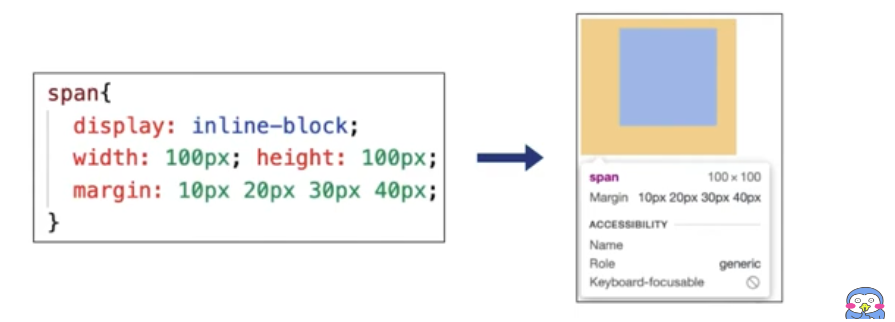 span{
display: inline-block;
width: 100px; height: 100px;
margin: 10px 20px 30px 40px;
}
span 100 × 100
Margin 10px 20px 30px 40px
ACCESSIBILITY
Name
Role generic
Keyboard-focusable